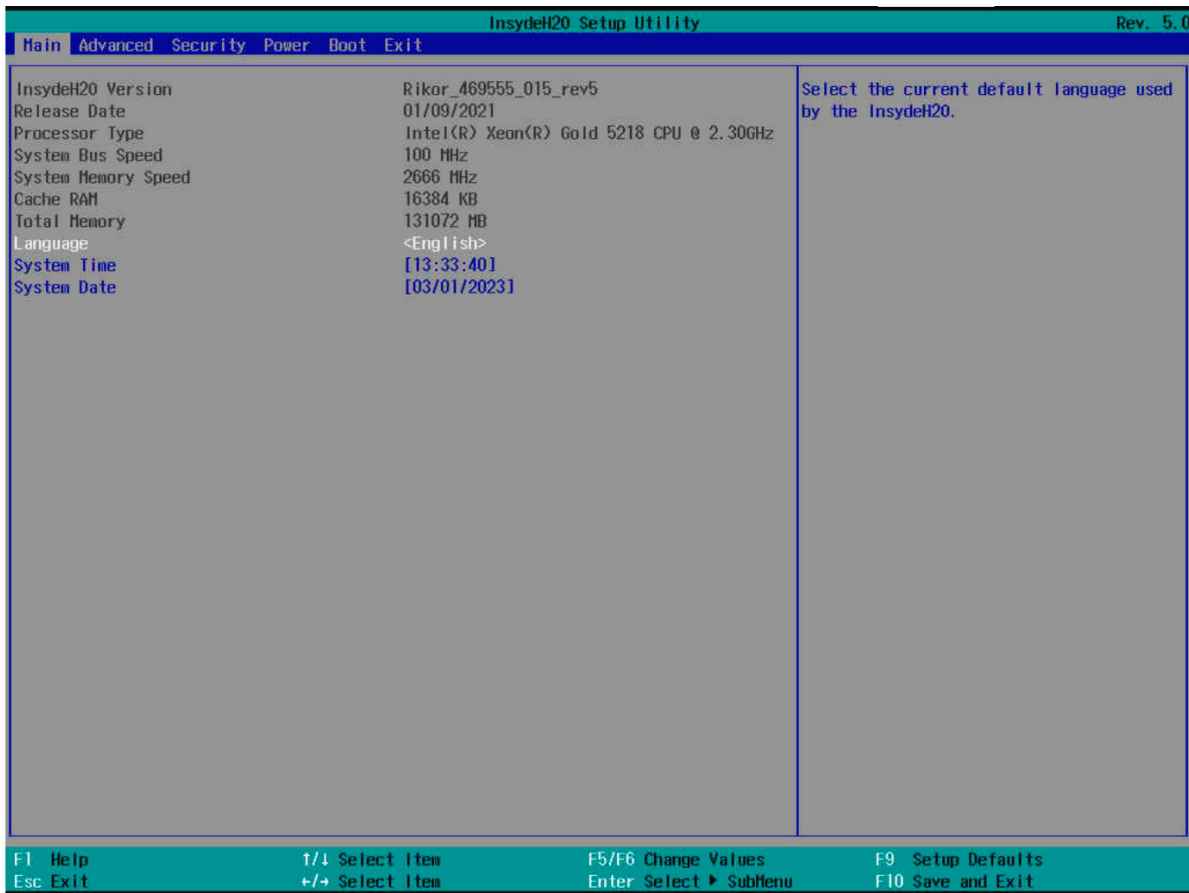 InsydeH20 Setup Utility Rev. 5.0
Main Advanced Security Power Boot Exit
InsydeH20 Version Rikor_469555_015_rev5
Release Date 01/09/2021
Processor Type Intel(R) Xeon(R) Gold 5218 CPU @ 2.30GHz
System Bus Speed 100 MHz
System Memory Speed 2666 MHz
Cache RAM 16384 KB
Total Memory 131072 MB
Language <English>
System Time [13:33:40]
System Date [03/01/2023]
Select the current default language used
by the InsydeH20.
F1 Help ↑/↓ Select Item F5/F6 Change Values F9 Setup Defaults
Esc Exit ←/→ Select Item Enter Select ▶ SubMenu F10 Save and Exit